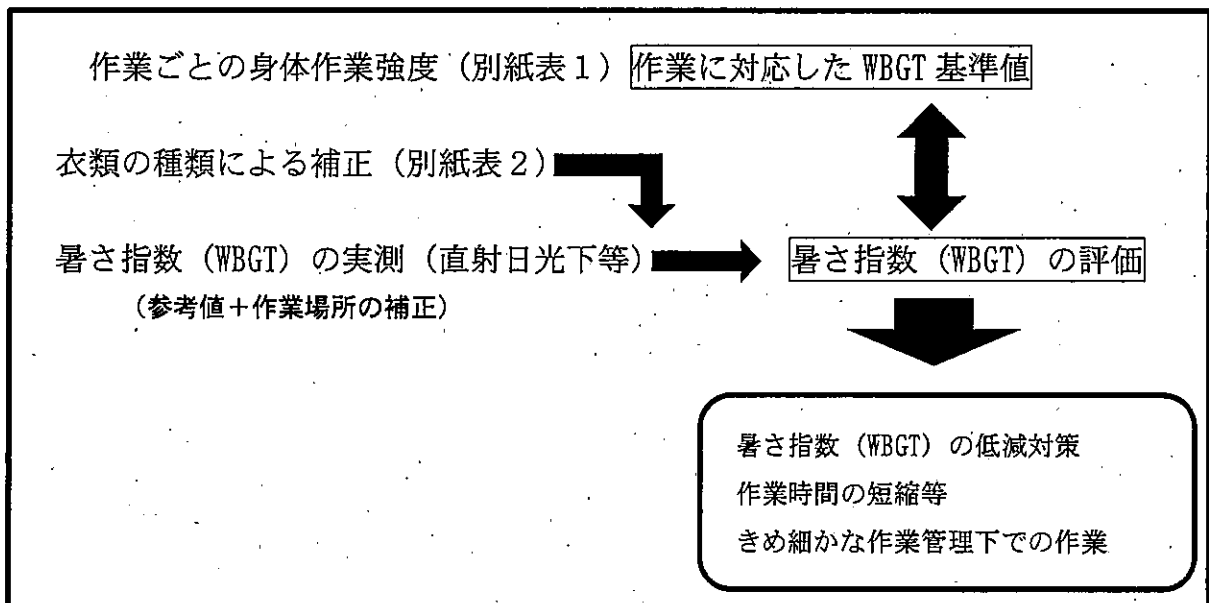 作業ごとの身体作業強度（別紙表１）作業に対応した WBGT 基準値
衣類の種類による補正（別紙表２）
暑さ指数（WBGT）の実測（直射日光下等）
暑さ指数（WBGT）の評価
（参考値＋作業場所の補正）
暑さ指数（WBGT）の低減対策
作業時間の短縮等
きめ細かな作業管理下での作業